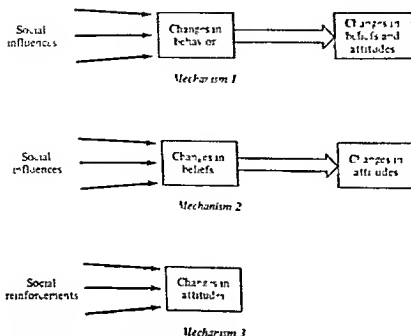 Social
influences
Changes in
behavior
Changes in
beliefs and
attitudes
Mechanism 1
Social
influences
Changes in
beliefs
Changes in
attitudes
Mechanism 2
Social
reinforcements
Changes in
attitudes
Mechanism 3